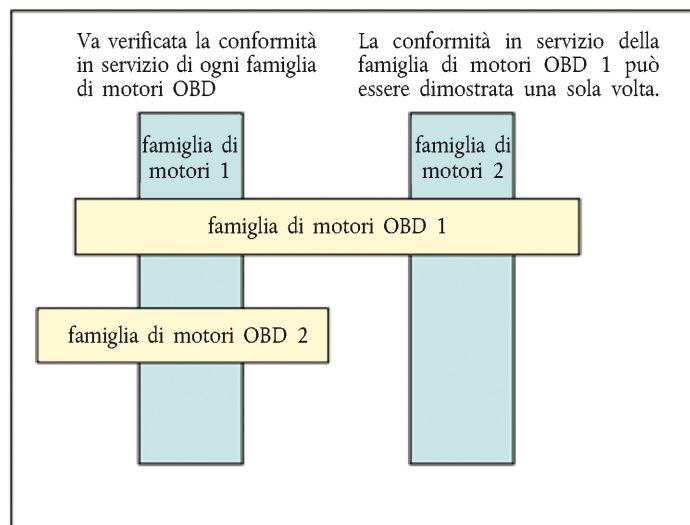 Va verificata la conformità
in servizio di ogni famiglia
di motori OBD
La conformità in servizio della
famiglia di motori OBD 1 può
essere dimostrata una sola volta.
famiglia di
motori 1
famiglia di
motori 2
famiglia di motori OBD 1
famiglia di motori OBD 2